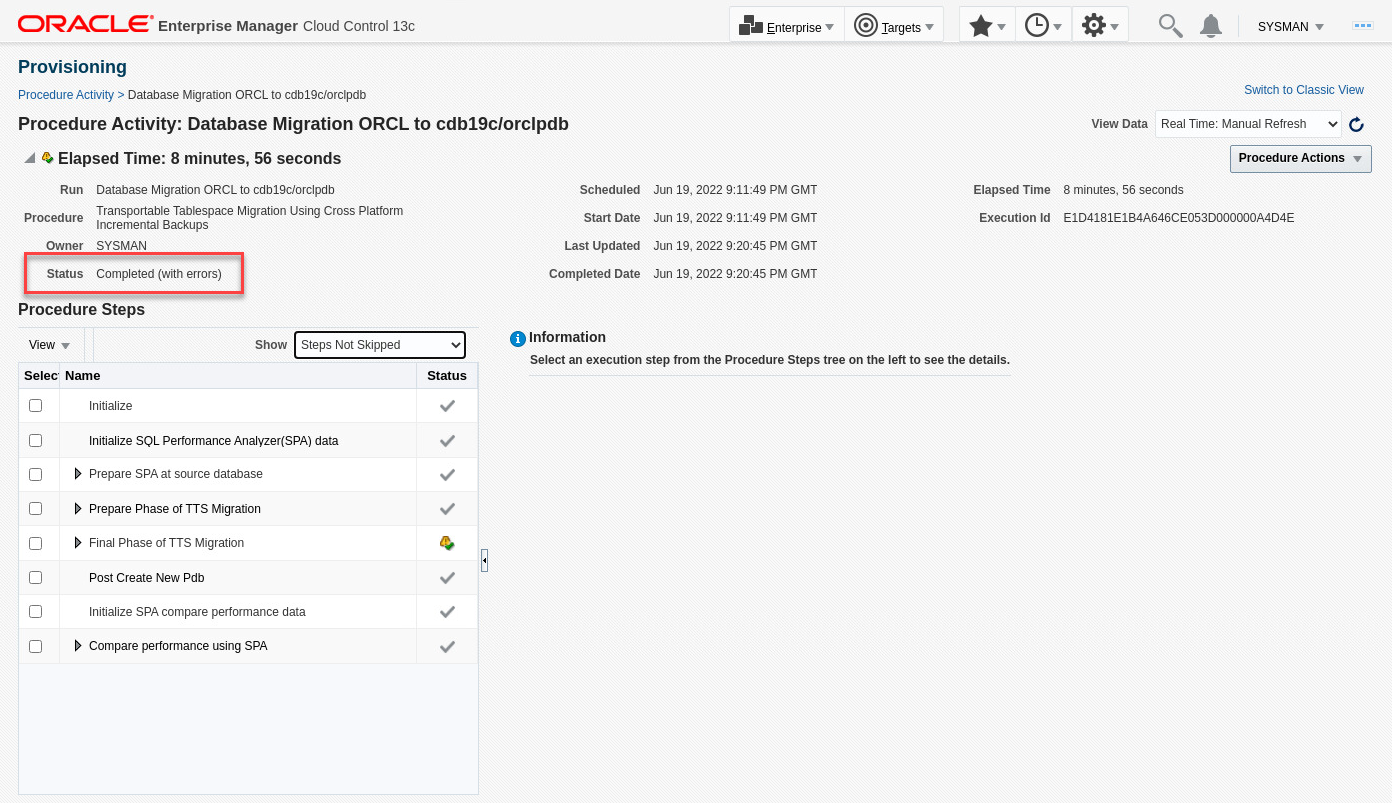 ORACLE Enterprise Manager Cloud Control 13c
Enterprise
Targets
SYSMAN
Provisioning
Procedure Activity > Database Migration ORCL to cdb19c/orclpdb
Switch to Classic View
Procedure Activity: Database Migration ORCL to cdb19c/orclpdb
View Data Real Time: Manual Refresh
Elapsed Time: 8 minutes, 56 seconds
Procedure Actions
Run Database Migration ORCL to cdb19c/orclpdb
Procedure Transportable Tablespace Migration Using Cross Platform
Incremental Backups
Owner SYSMAN
Status Completed (with errors)
Scheduled Jun 19, 2022 9:11:49 PM GMT
Start Date Jun 19, 2022 9:11:49 PM GMT
Last Updated Jun 19, 2022 9:20:45 PM GMT
Completed Date Jun 19, 2022 9:20:45 PM GMT
Elapsed Time 8 minutes, 56 seconds
Execution Id E1D4181E1B4A646CE053D000000A4D4E
Procedure Steps
View
Show Steps Not Skipped
Select Name Status
Initialize
Initialize SQL Performance Analyzer(SPA) data
Prepare SPA at source database
Prepare Phase of TTS Migration
Final Phase of TTS Migration
Post Create New Pdb
Initialize SPA compare performance data
Compare performance using SPA
Information
Select an execution step from the Procedure Steps tree on the left to see the details.